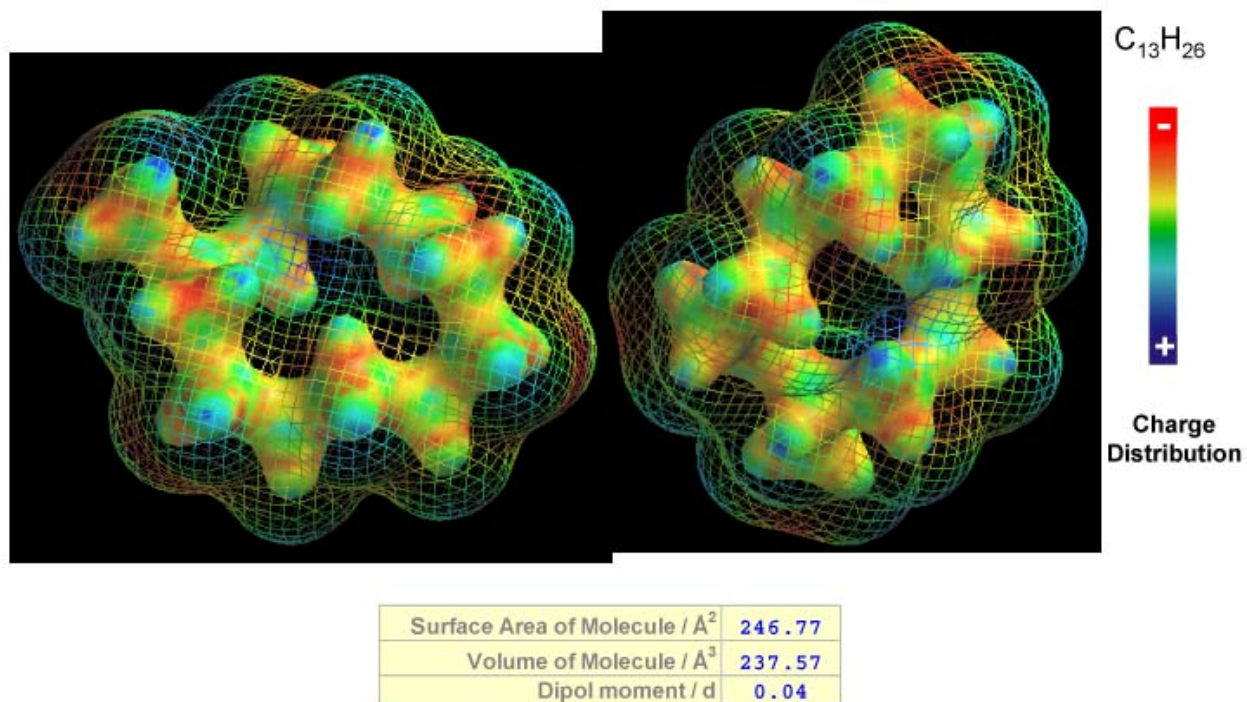 C₁₃H₂₆
-
+
Charge
Distribution
Surface Area of Molecule / Å² 246.77
Volume of Molecule / Å³ 237.57
Dipol moment / d 0.04